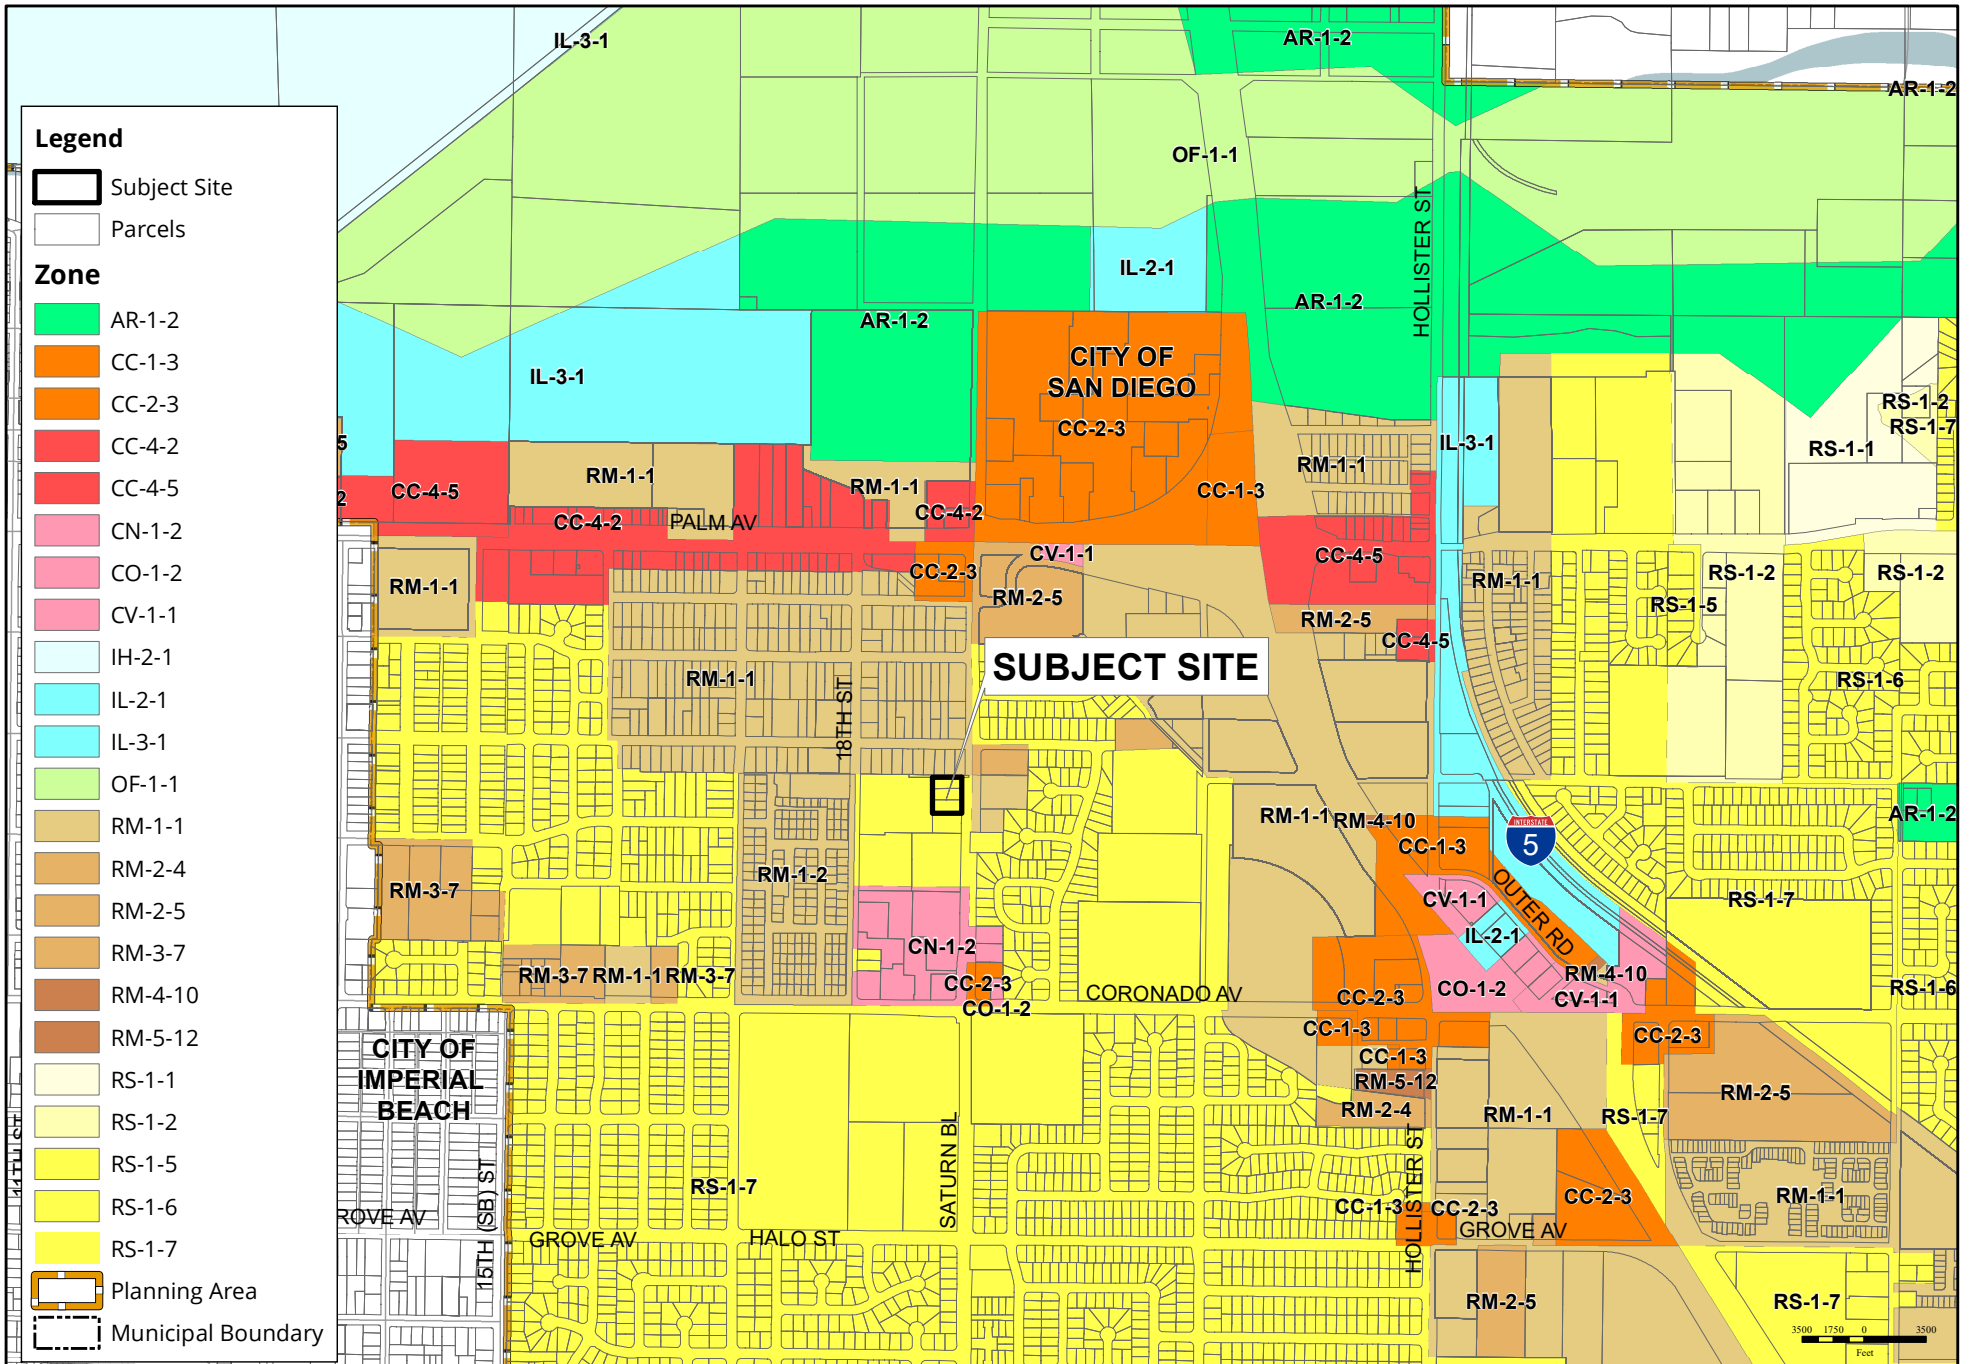 Legend
Subject Site
Parcels
Zone
AR-1-2
CC-1-3
CC-2-3
CC-4-2
CC-4-5
CN-1-2
CO-1-2
CV-1-1
IH-2-1
IL-2-1
IL-3-1
OF-1-1
RM-1-1
RM-2-4
RM-2-5
RM-3-7
RM-4-10
RM-5-12
RS-1-1
RS-1-2
RS-1-5
RS-1-6
RS-1-7
Planning Area
Municipal Boundary
IL-3-1
AR-1-2
AR-1-2
OF-1-1
HOLLISTER ST
IL-2-1
AR-1-2
AR-1-2
CITY OF
SAN DIEGO
IL-3-1
CC-2-3
RS-1-2
RS-1-7
RS-1-1
5
IL-3-1
RM-1-1
RM-1-1
RM-1-1
CC-1-3
2
CC-4-5
CC-4-2
CC-4-2
PALM AV
CV-1-1
CC-4-5
CC-2-3
RM-1-1
RM-2-5
RM-1-1
RS-1-2
RS-1-2
RS-1-5
RM-2-5
CC-4-5
SUBJECT SITE
RM-1-1
18TH ST
RS-1-6
RM-1-1
RM-4-10
CC-1-3
INTERSTATE
5
AR-1-2
RM-1-2
RM-3-7
CV-1-1
OUTER RD
RS-1-7
IL-2-1
CN-1-2
RM-3-7
RM-1-1
RM-3-7
CC-2-3
CO-1-2
CORONADO AV
CC-2-3
CO-1-2
RM-4-10
CV-1-1
RS-1-6
CC-1-3
CC-2-3
CITY OF
IMPERIAL
BEACH
CC-1-3
RM-5-12
RM-2-4
RM-1-1
RS-1-7
RM-2-5
11TH ST
15TH (SB) ST
SATURN BL
HOLLISTER ST
RS-1-7
CC-1-3
CC-2-3
CC-2-3
RM-1-1
ROVE AV
GROVE AV
HALO ST
GROVE AV
RM-2-5
RS-1-7
3500 1750 0 3500
Feet